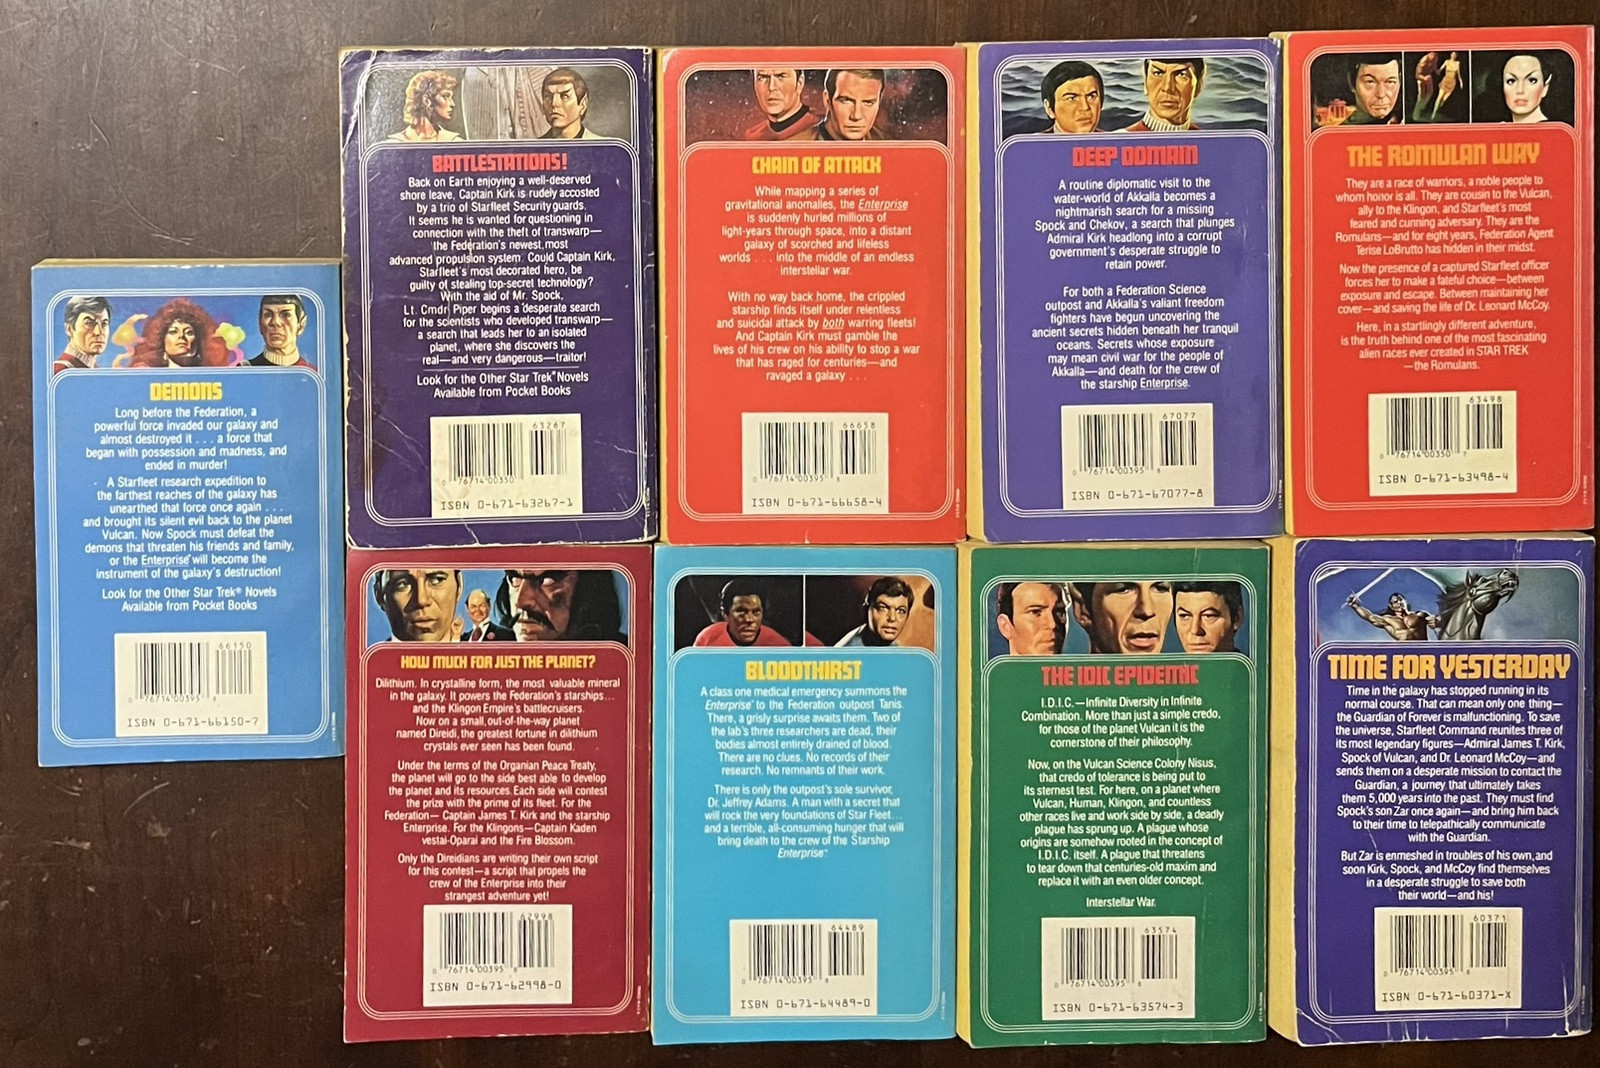 DEMONS
Long before the Federation, a
powerful force invaded our galaxy and
almost destroyed it . . . a force that
began with possession and madness, and
ended in murder!
A Starfleet research expedition to
the farthest reaches of the galaxy has
unearthed that force once again . . .
and brought its silent evil back to the planet
Vulcan. Now Spock must defeat the
demons that threaten his friends and family,
or the Enterprise will become the
instrument of the galaxy's destruction!
Look for the Other Star Trek® Novels
Available from Pocket Books
66150
0 76714 00395 8
ISBN 0-671-66150-7
BATTLESTATIONS!
Back on Earth enjoying a well-deserved
shore leave, Captain Kirk is rudely accosted
by a trio of Starfleet Security guards.
It seems he is wanted for questioning in
connection with the theft of transwarp—
the Federation's newest, most
advanced propulsion system. Could Captain Kirk,
Starfleet's most decorated hero, be
guilty of stealing top-secret technology?
With the aid of Mr. Spock,
Lt. Cmdr. Piper begins a desperate search
for the scientists who developed transwarp—
a search that leads her to an isolated
planet, where she discovers the
real—and very dangerous—traitor!
Look for the Other Star Trek® Novels
Available from Pocket Books
63267
0 76714 00350
ISBN 0-671-63267-1
CHAIN OF ATTACK
While mapping a series of
gravitational anomalies, the Enterprise
is suddenly hurled millions of
light-years through space, into a distant
galaxy of scorched and lifeless
worlds . . . into the middle of an endless
interstellar war.
With no way back home, the crippled
starship finds itself under relentless
and suicidal attack by both warring fleets!
And Captain Kirk must gamble the
lives of his crew on his ability to stop a war
that has raged for centuries—and
ravaged a galaxy . . .
66658
0 76714 00395 8
ISBN 0-671-66658-4
DEEP DOMAIN
A routine diplomatic visit to the
water-world of Akkalla becomes a
nightmarish search for a missing
Spock and Chekov, a search that plunges
Admiral Kirk headlong into a corrupt
government's desperate struggle to
retain power.
For both a Federation Science
outpost and Akkalla's valiant freedom
fighters have begun uncovering the
ancient secrets hidden beneath her tranquil
oceans. Secrets whose exposure
may mean civil war for the people of
Akkalla—and death for the crew of
the starship Enterprise.
67077
0 76714 00395 8
ISBN 0-671-67077-8
THE ROMULAN WAY
They are a race of warriors, a noble people to
whom honor is all. They are cousin to the Vulcan,
ally to the Klingon, and Starfleet's most
feared and cunning adversary. They are the
Romulans—and for eight years, Federation Agent
Terise LoBrutto has hidden in their midst.
Now the presence of a captured Starfleet officer
forces her to make a fateful choice—between
exposure and escape. Between maintaining her
cover—and saving the life of Dr. Leonard McCoy.
Here, in a startlingly different adventure,
is the truth behind one of the most fascinating
alien races ever created in STAR TREK
—the Romulans.
63498
0 76714 00350 7
ISBN 0-671-63498-4
HOW MUCH FOR JUST THE PLANET?
Dilithium. In crystalline form, the most valuable mineral
in the galaxy. It powers the Federation's starships...
and the Klingon Empire's battlecruisers.
Now on a small, out-of-the-way planet
named Direidi, the greatest fortune in dilithium
crystals ever seen has been found.
Under the terms of the Organian Peace Treaty,
the planet will go to the side best able to develop
the planet and its resources. Each side will contest
the prize with the prime of its fleet. For the
Federation— Captain James T. Kirk and the starship
Enterprise. For the Klingons—Captain Kaden
vestai-Oparai and the Fire Blossom.
Only the Direidians are writing their own script
for this contest—a script that propels the
crew of the Enterprise into their
strangest adventure yet!
62998
0 76714 00395 8
ISBN 0-671-62998-0
BLOODTHIRST
A class one medical emergency summons the
Enterprise™ to the Federation outpost Tanis.
There, a grisly surprise awaits them. Two of
the lab's three researchers are dead, their
bodies almost entirely drained of blood.
There are no clues. No records of their
research. No remnants of their work.
There is only the outpost's sole survivor,
Dr. Jeffrey Adams. A man with a secret that
will rock the very foundations of Star Fleet...
and a terrible, all-consuming hunger that will
bring death to the crew of the Starship
Enterprise™
64489
0 76714 00395 8
ISBN 0-671-64489-0
THE IDIC EPIDEMIC
I.D.I.C.—Infinite Diversity in Infinite
Combination. More than just a simple credo,
for those of the planet Vulcan it is the
cornerstone of their philosophy.
Now, on the Vulcan Science Colony Nisus,
that credo of tolerance is being put to
its sternest test. For here, on a planet where
Vulcan, Human, Klingon, and countless
other races live and work side by side, a deadly
plague has sprung up. A plague whose
origins are somehow rooted in the concept of
I.D.I.C. itself. A plague that threatens
to tear down that centuries-old maxim and
replace it with an even older concept.
Interstellar War.
63574
0 76714 00395 8
ISBN 0-671-63574-3
TIME FOR YESTERDAY
Time in the galaxy has stopped running in its
normal course. That can mean only one thing—
the Guardian of Forever is malfunctioning. To save
the universe, Starfleet Command reunites three of
its most legendary figures—Admiral James T. Kirk,
Spock of Vulcan, and Dr. Leonard McCoy—and
sends them on a desperate mission to contact the
Guardian, a journey that ultimately takes
them 5,000 years into the past. They must find
Spock's son Zar once again—and bring him back
to their time to telepathically communicate
with the Guardian.
But Zar is enmeshed in troubles of his own, and
soon Kirk, Spock, and McCoy find themselves
in a desperate struggle to save both
their world—and his!
60371
0 76714 00395 8
ISBN 0-671-60371-X